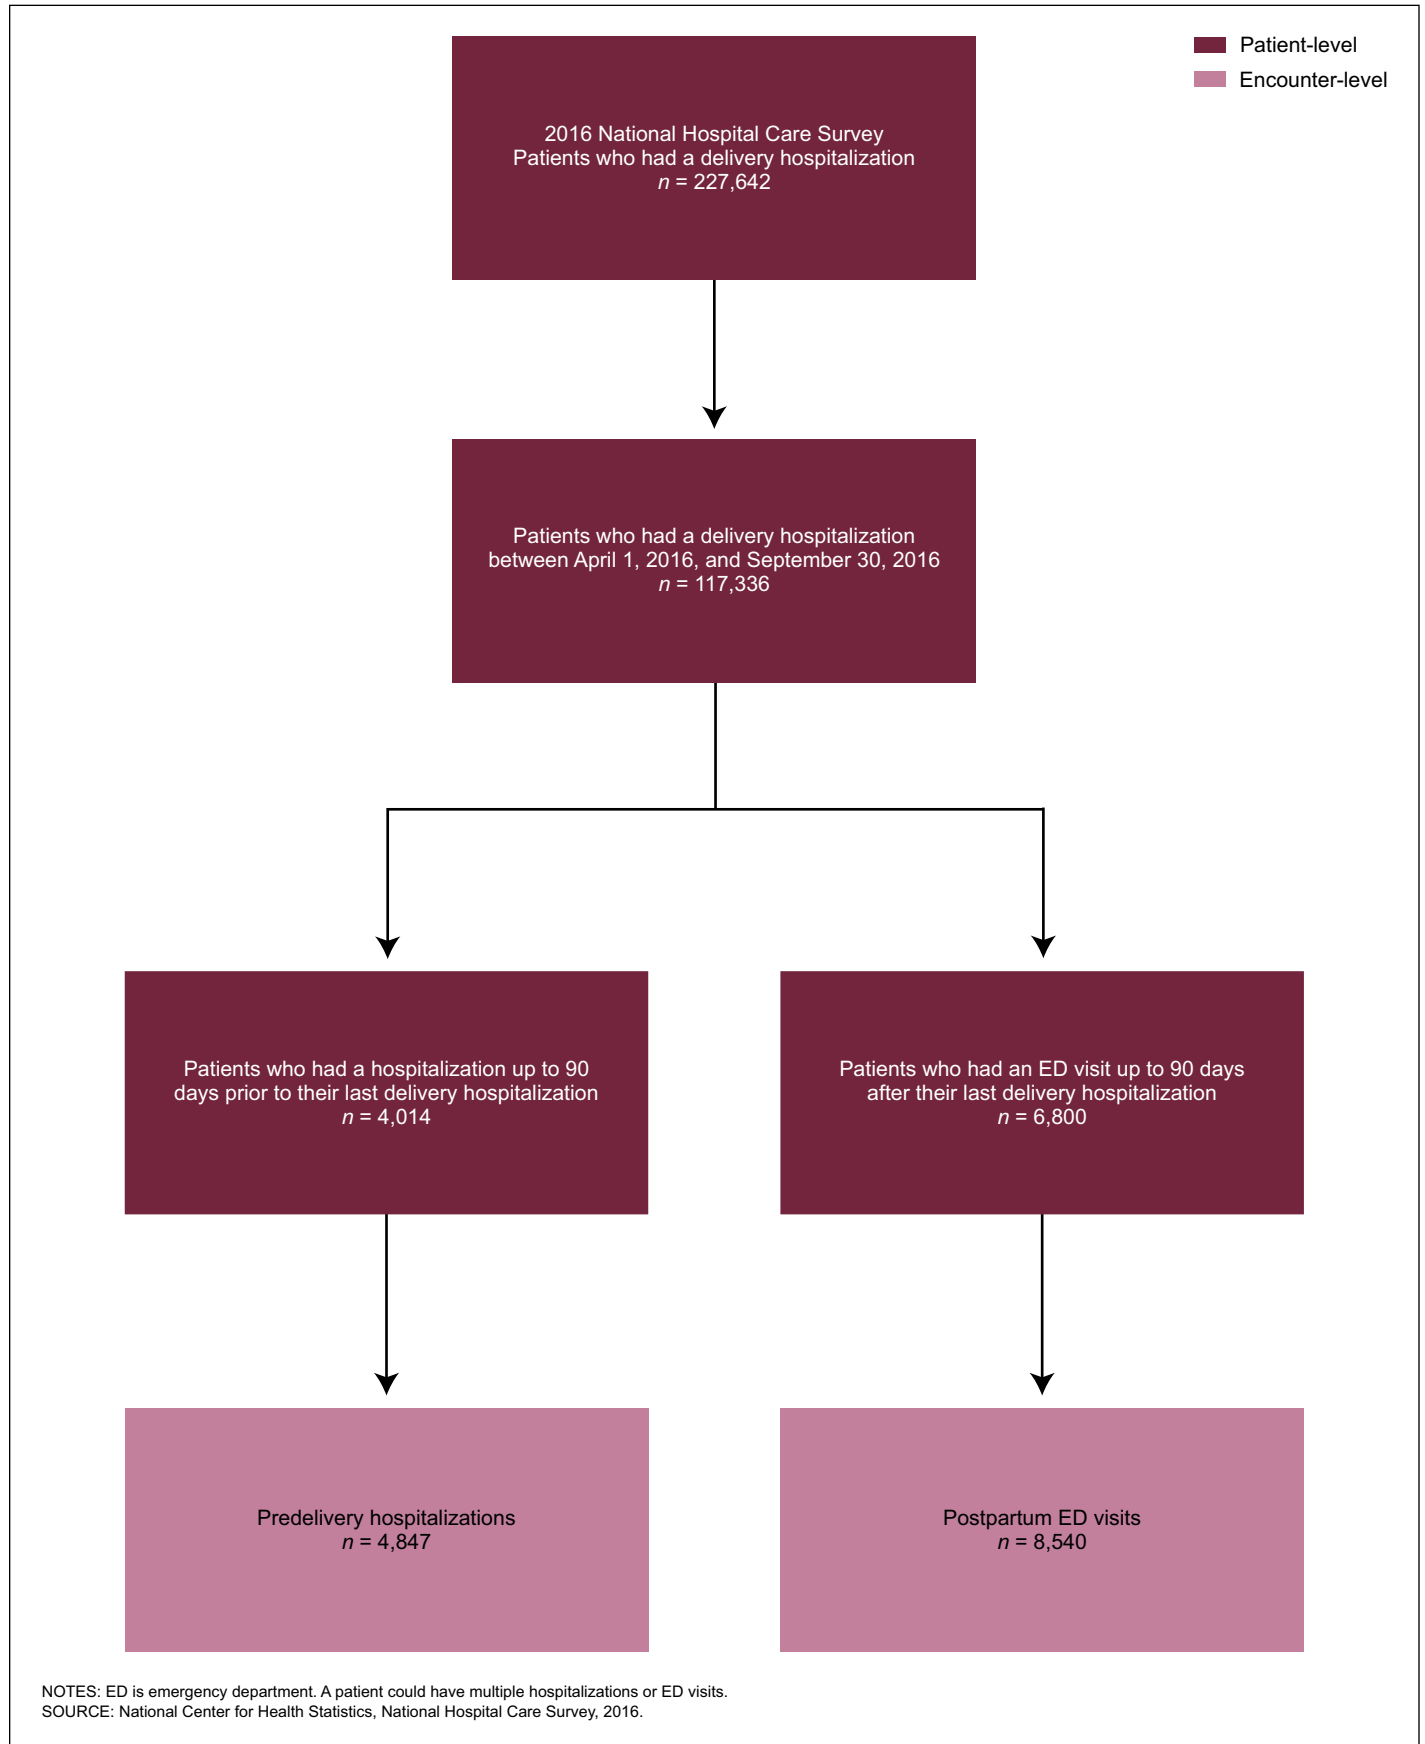 Patient-level
Encounter-level
2016 National Hospital Care Survey
Patients who had a delivery hospitalization
n = 227,642
Patients who had a delivery hospitalization
between April 1, 2016, and September 30, 2016
n = 117,336
Patients who had a hospitalization up to 90
days prior to their last delivery hospitalization
n = 4,014
Patients who had an ED visit up to 90 days
after their last delivery hospitalization
n = 6,800
Predelivery hospitalizations
n = 4,847
Postpartum ED visits
n = 8,540
NOTES: ED is emergency department. A patient could have multiple hospitalizations or ED visits.
SOURCE: National Center for Health Statistics, National Hospital Care Survey, 2016.